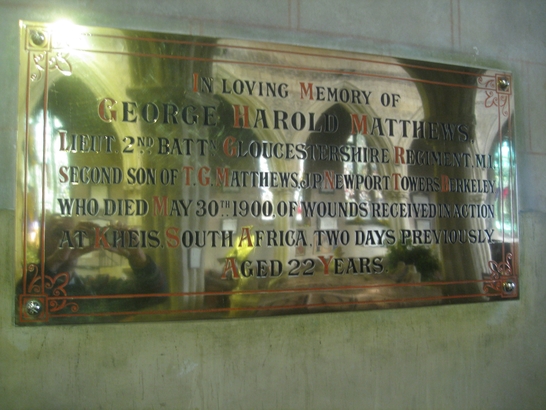 IN LOVING MEMORY OF
GEORGE HAROLD MATTHEWS,
LIEUT. 2ND BATTN GLOUCESTERSHIRE REGIMENT. M.I.
SECOND SON OF T.G. MATTHEWS, J.P. NEWPORT TOWERS, BERKELEY
WHO DIED MAY 30TH 1900, OF WOUNDS RECEIVED IN ACTION
AT KHEIS, SOUTH AFRICA, TWO DAYS PREVIOUSLY.
AGED 22 YEARS.